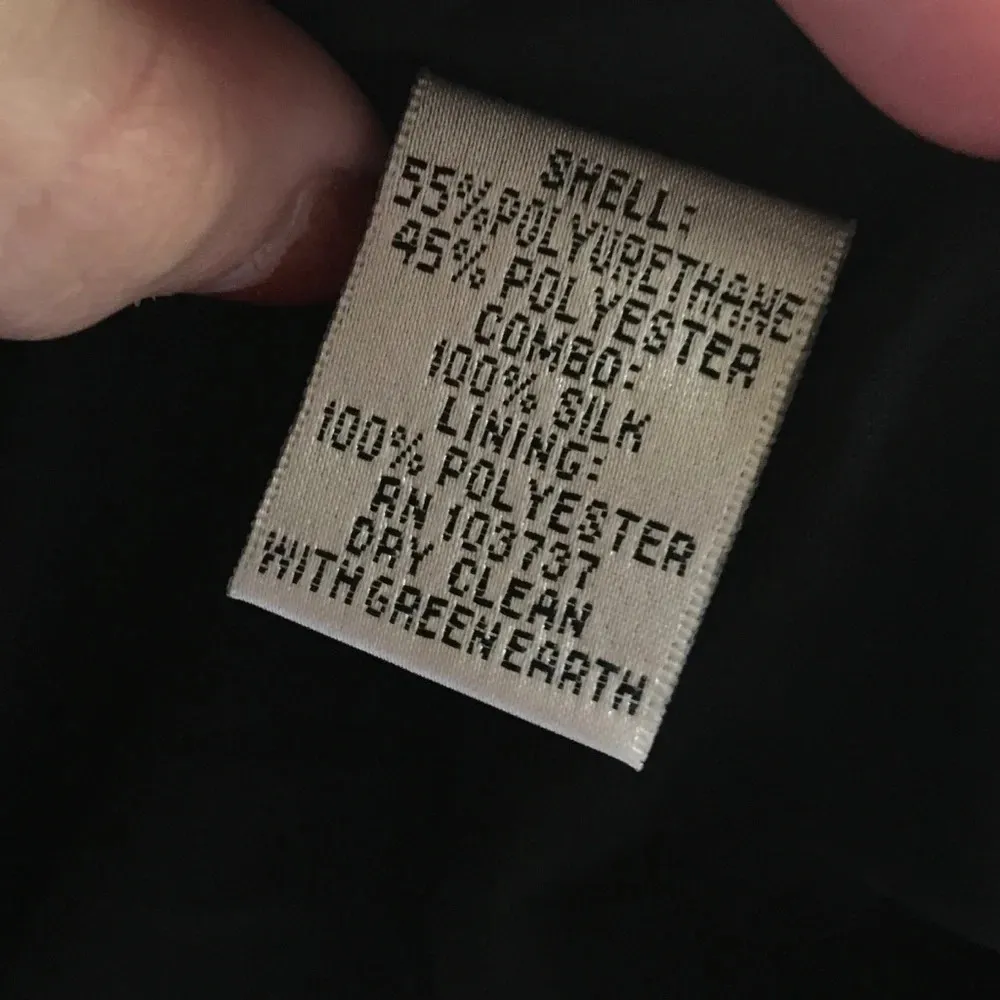 SHELL:
55%POLYURETHANE
45% POLYESTER
COMBO:
100% SILK
LINING:
100% POLYESTER
RN 103737
DRY CLEAN
WITH GREEN EARTH